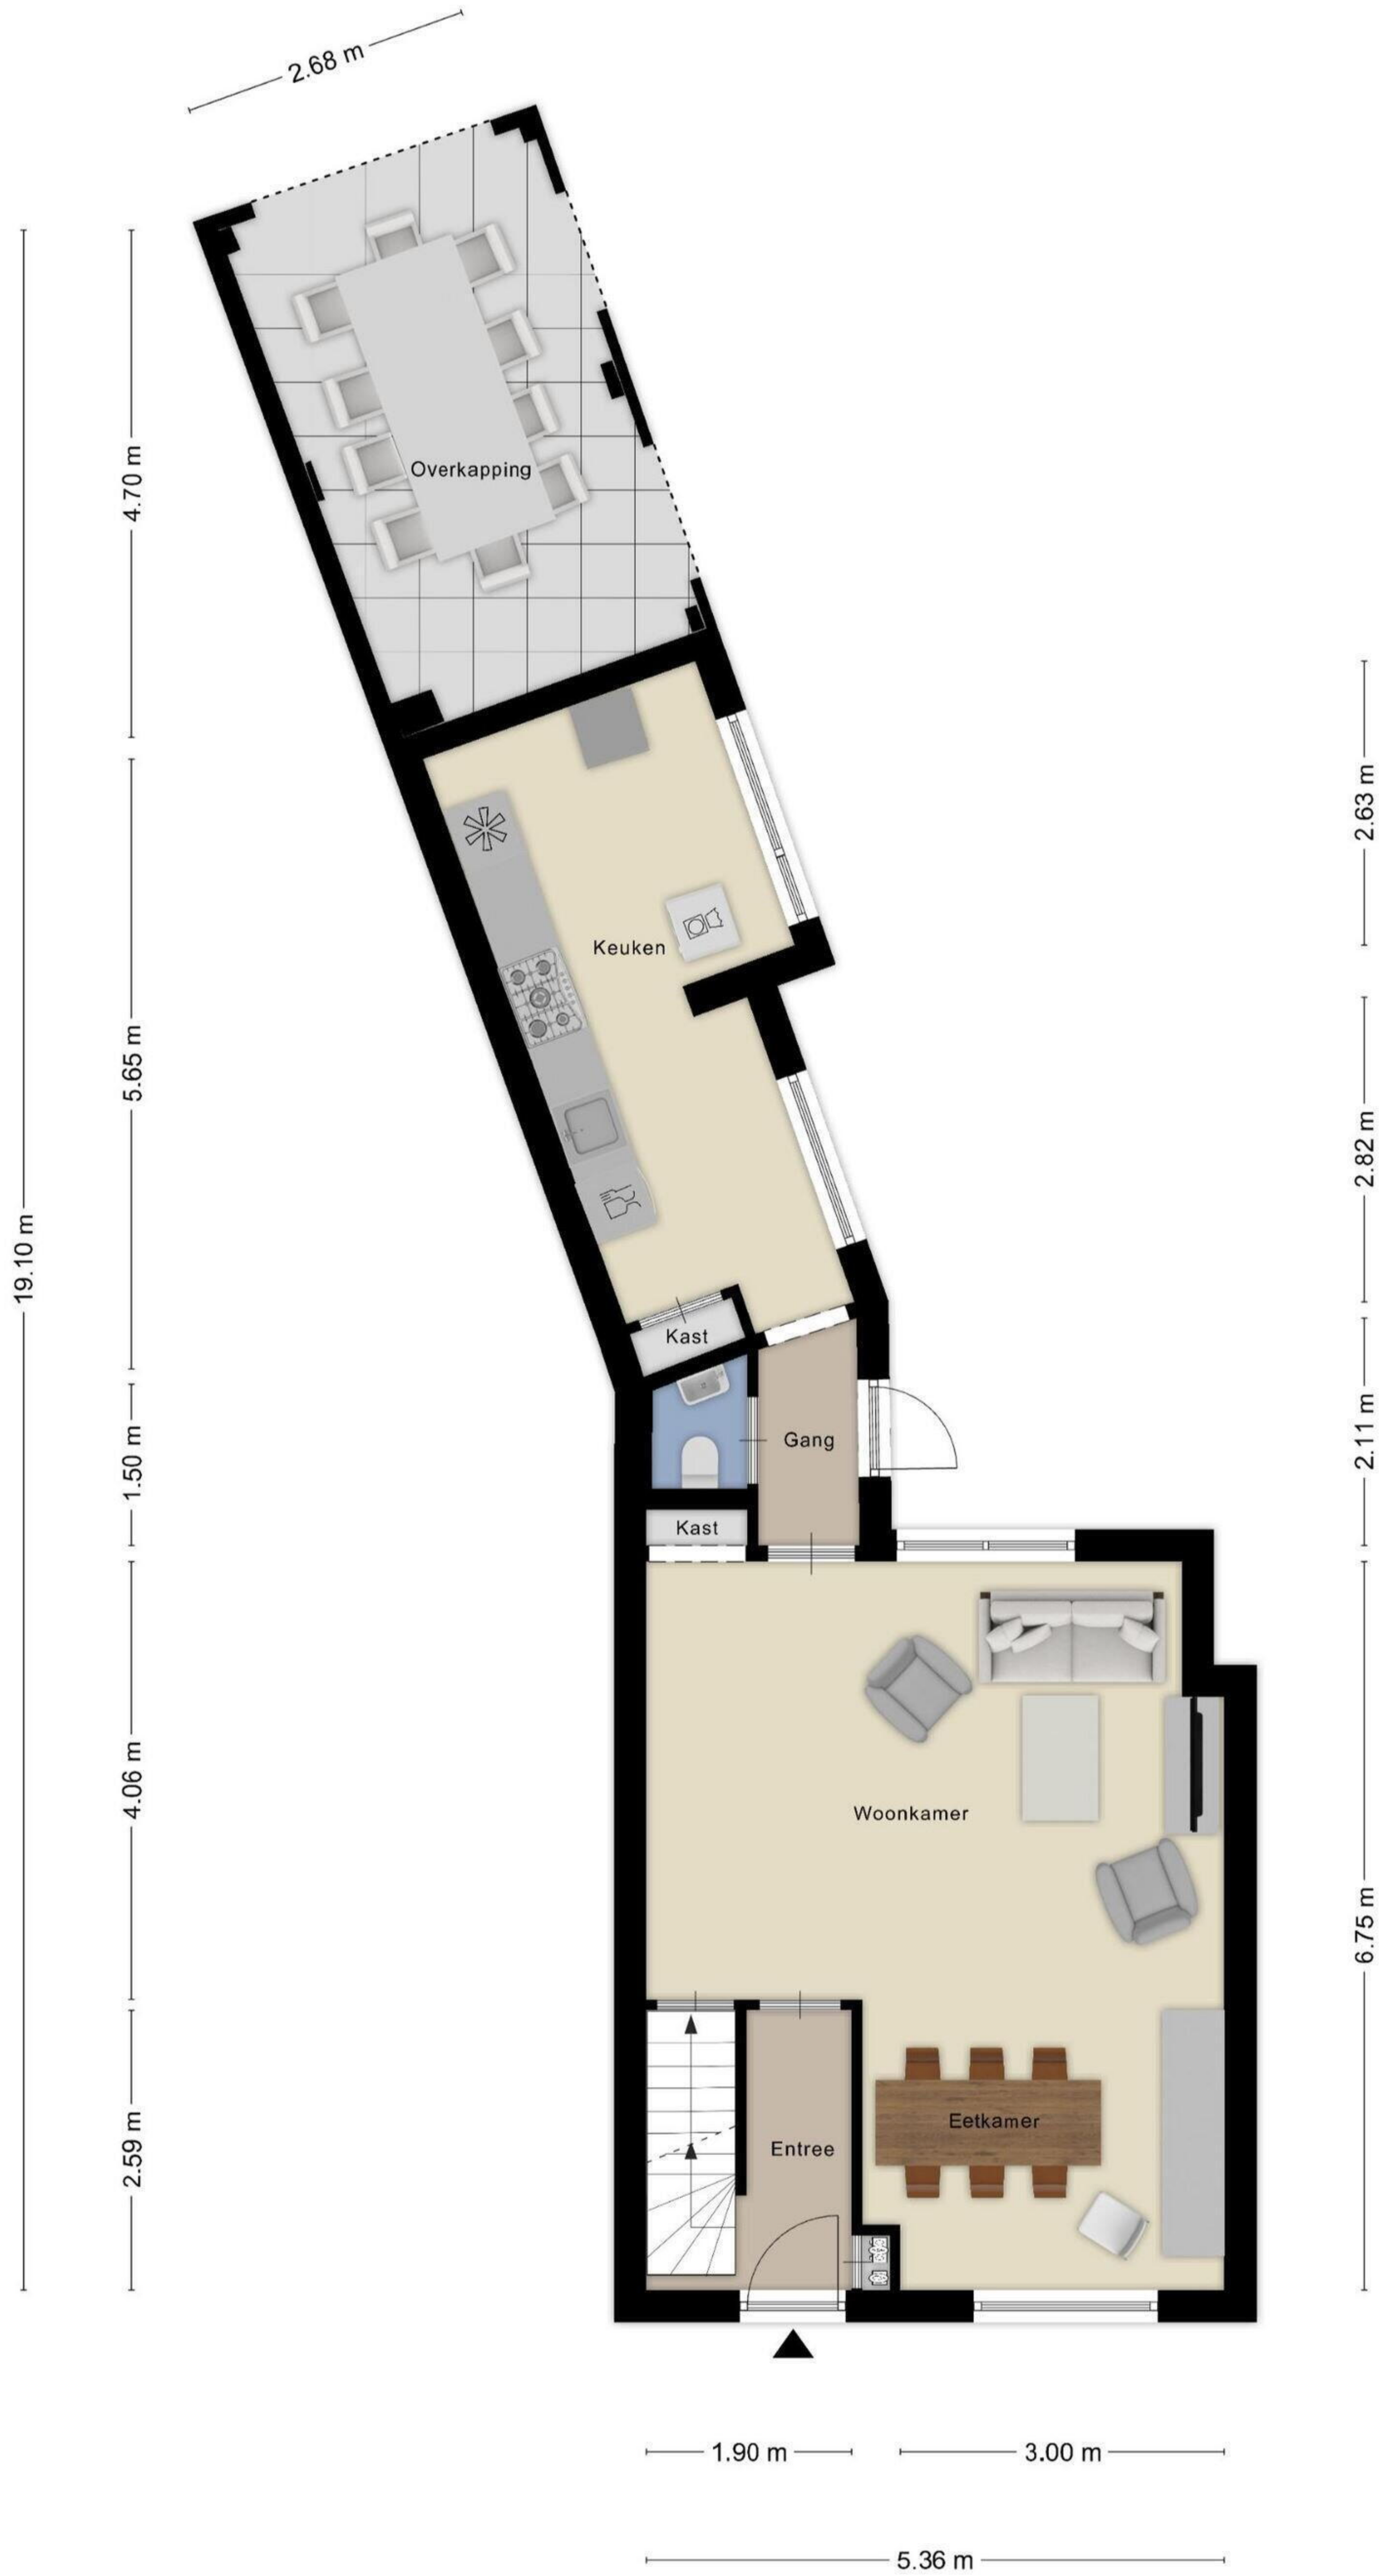 2.68 m
Overkapping
4.70 m
2.63 m
Keuken
5.65 m
2.82 m
19.10 m
Kast
Gang
2.11 m
1.50 m
Kast
4.06 m
Woonkamer
6.75 m
Eetkamer
Entree
2.59 m
1.90 m
3.00 m
5.36 m